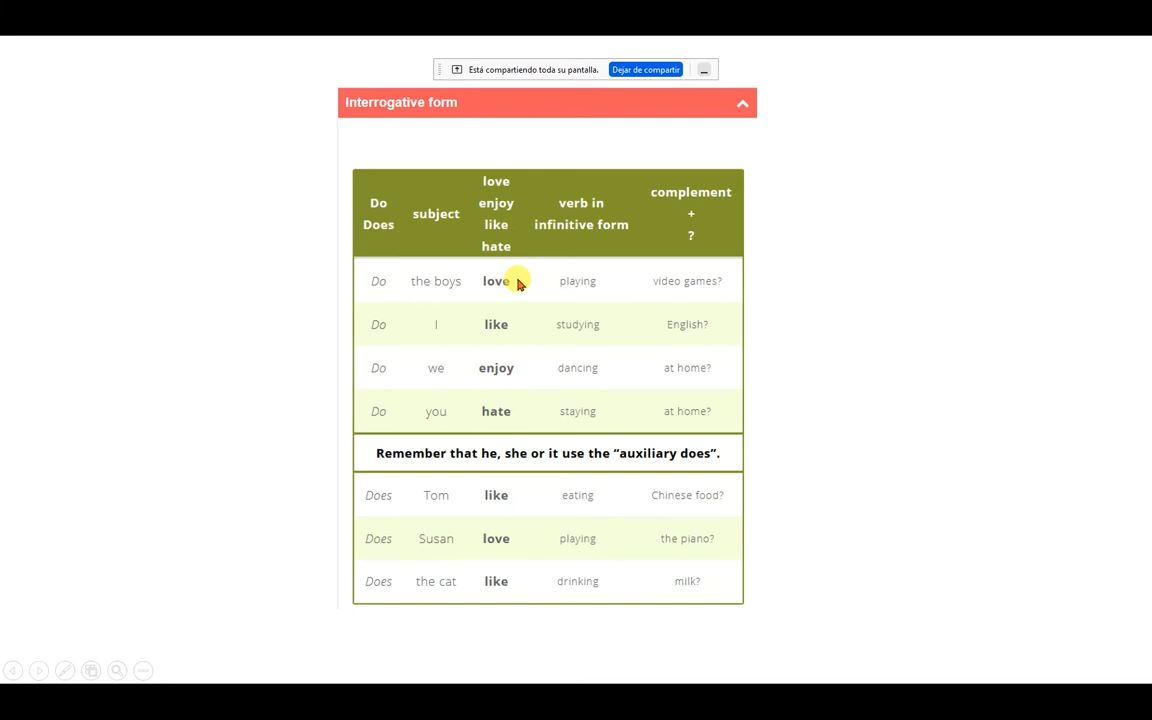 Está compartiendo toda su pantalla. Dejar de compartir
Interrogative form
Do
Does
subject
love
enjoy
like
hate
verb in
infinitive form
complement
+
?
Do the boys love playing video games?
Do I like studying English?
Do we enjoy dancing at home?
Do you hate staying at home?
Remember that he, she or it use the “auxiliary does”.
Does Tom like eating Chinese food?
Does Susan love playing the piano?
Does the cat like drinking milk?